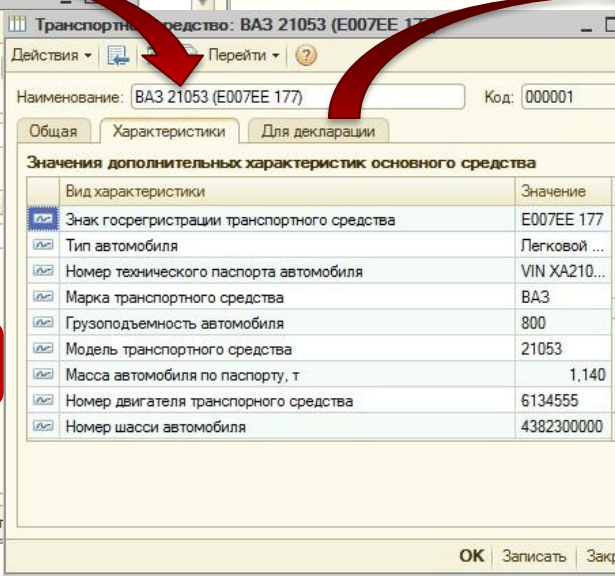 Транспортное средство: ВАЗ 21053 (Е007ЕЕ 177)
Действия Перейти
Наименование: ВАЗ 21053 (Е007ЕЕ 177) Код: 000001
Общая Характеристики Для декларации
Значения дополнительных характеристик основного средства
Вид характеристики Значение
Знак госрегристрации транспортного средства Е007ЕЕ 177
Тип автомобиля Легковой ...
Номер технического паспорта автомобиля VIN XA210...
Марка транспортного средства ВАЗ
Грузоподъемность автомобиля 800
Модель транспортного средства 21053
Масса автомобиля по паспорту, т 1,140
Номер двигателя транспорного средства 6134555
Номер шасси автомобиля 4382300000
OK Записать Зак